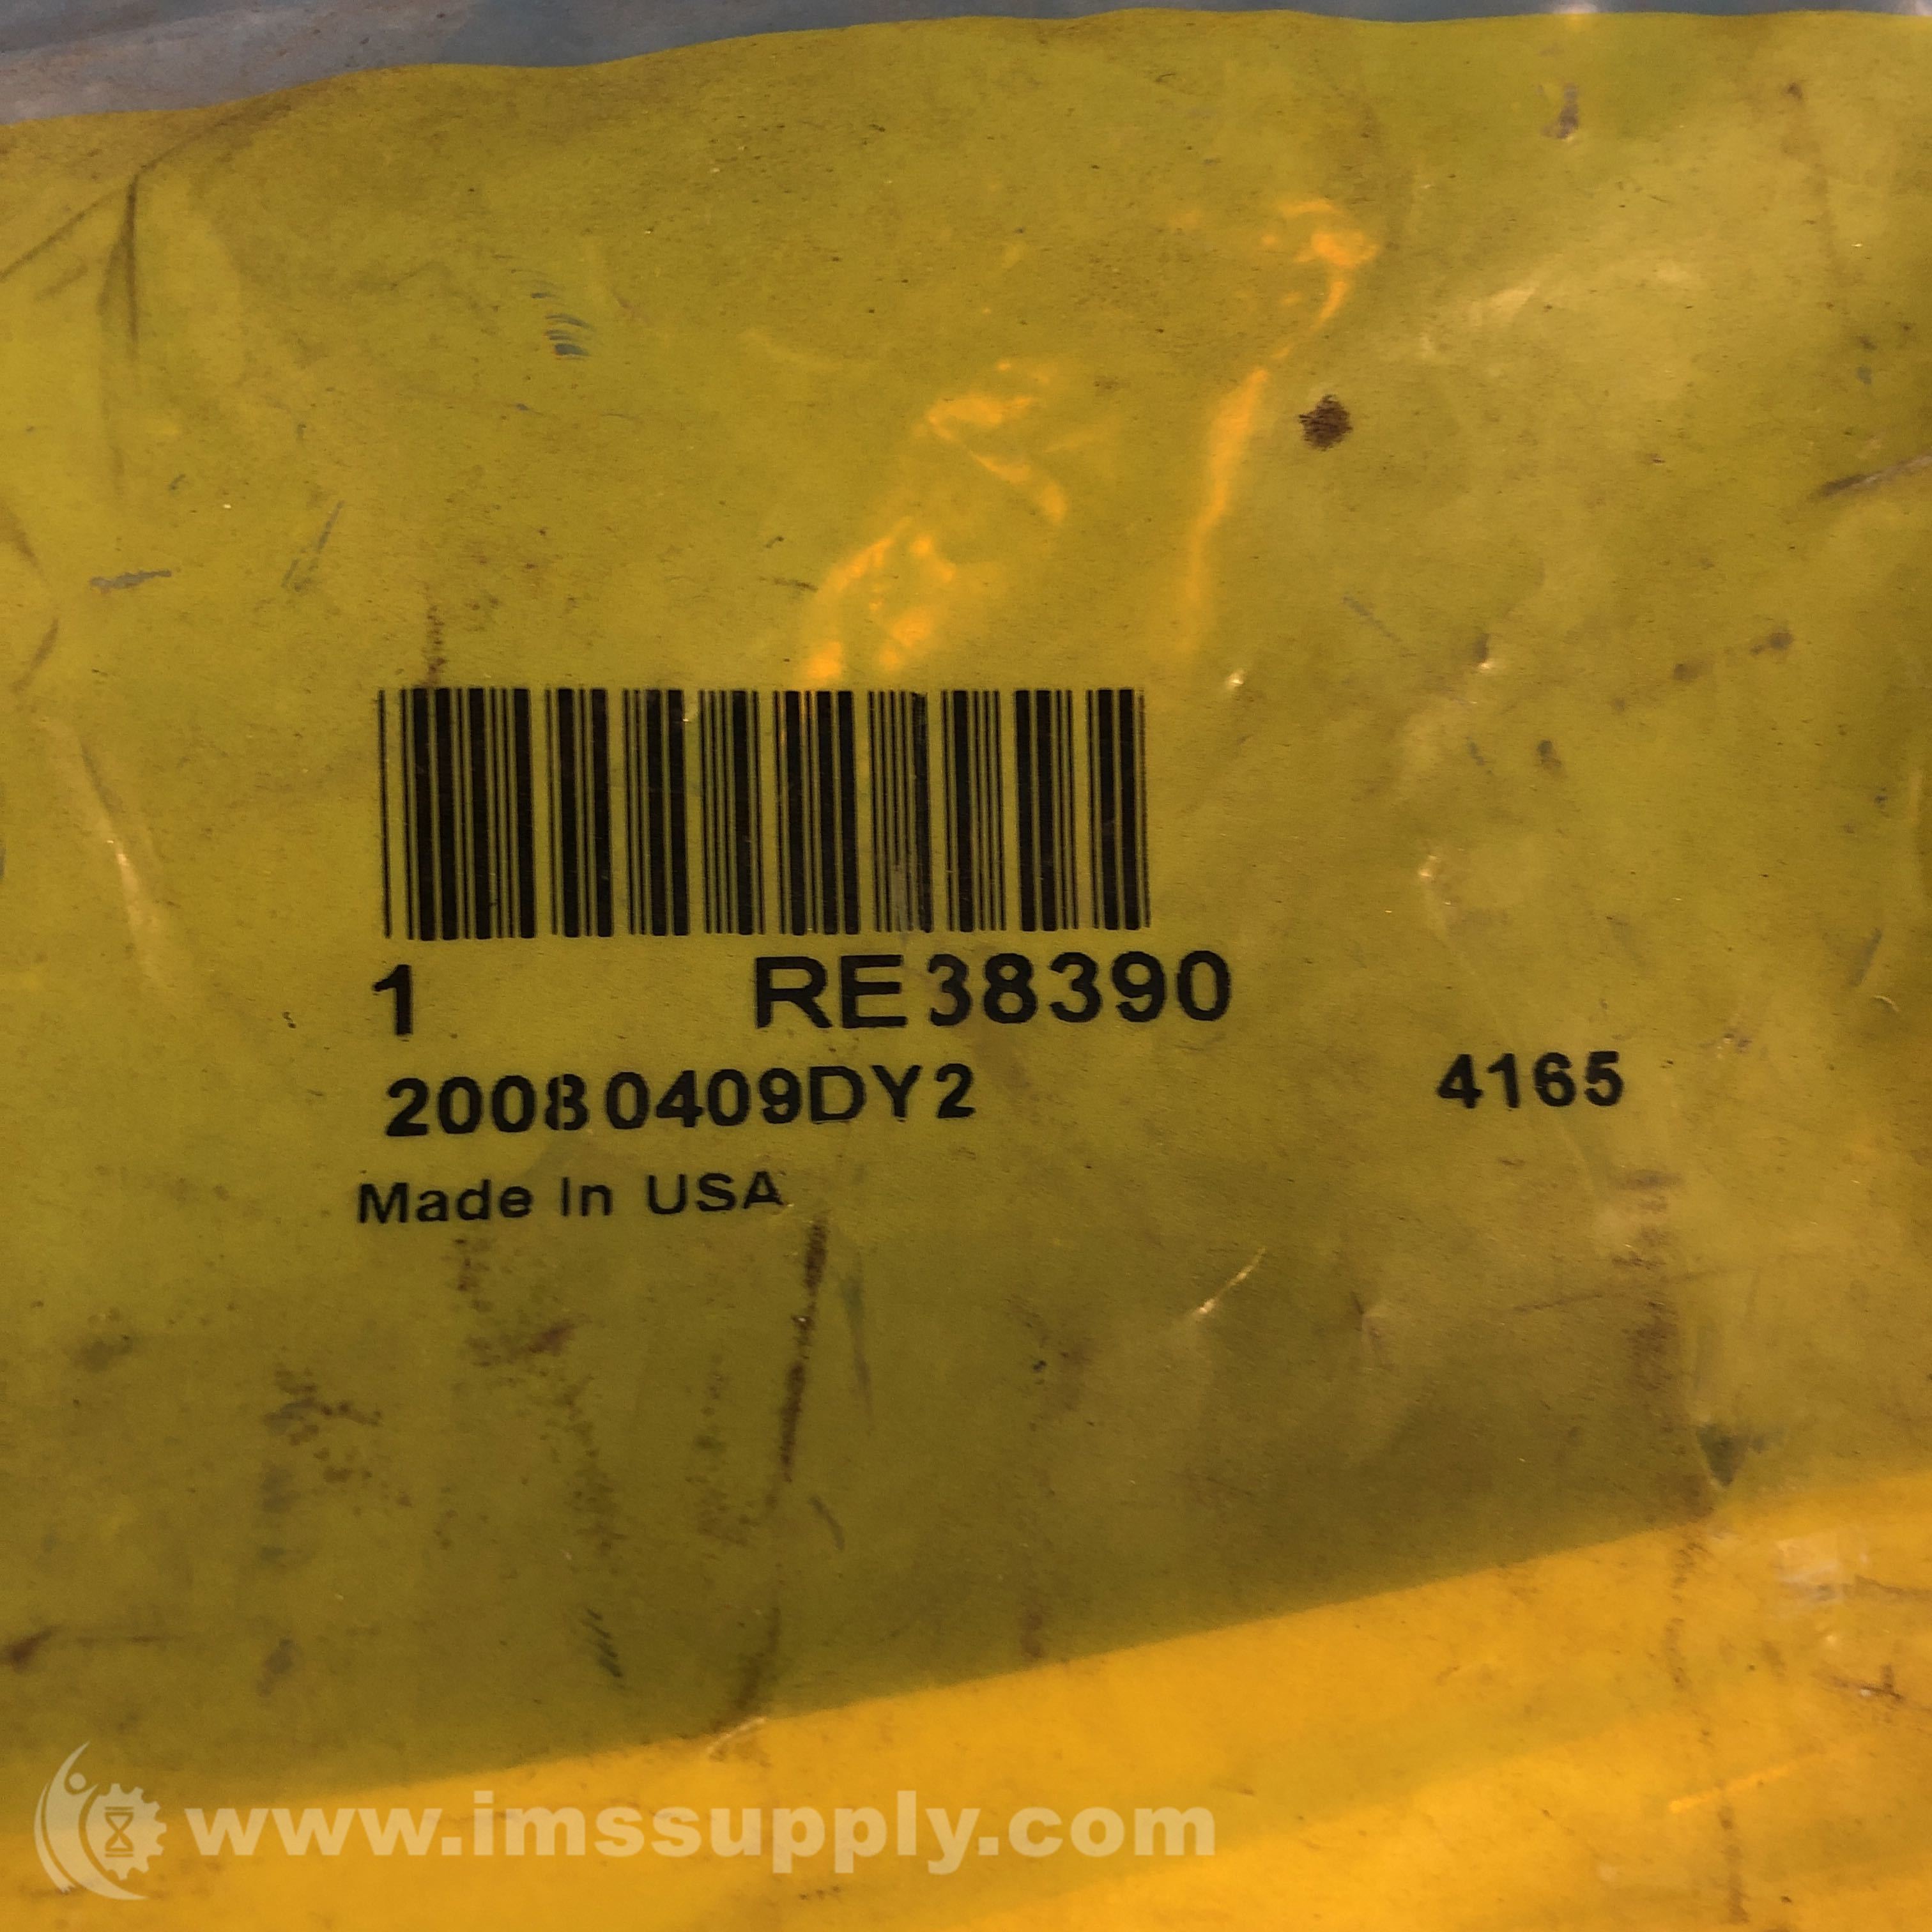 1 RE38390
20080409DY2 4165
Made In USA
www.imssupply.com